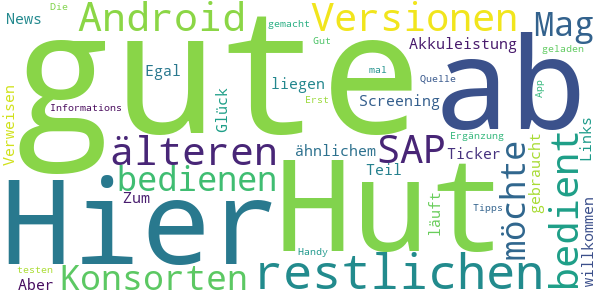 Die
News
Android
gemacht
Versionen
Mag
Gut
Akkuleistung
geladen
gute
ab
Egal
mal
Quelle
liegen
Screening
App
Verweisen
Informations
Glück
Erst
Ergänzung
Links
älteren
ähnlichem
SAP
Ticker
gebraucht
bedient
bedienen
Teil
möchte
Hier
Hut
Zum
läuft
Tipps
willkommen
Handy
testen
Konsorten
restlichen
Aber